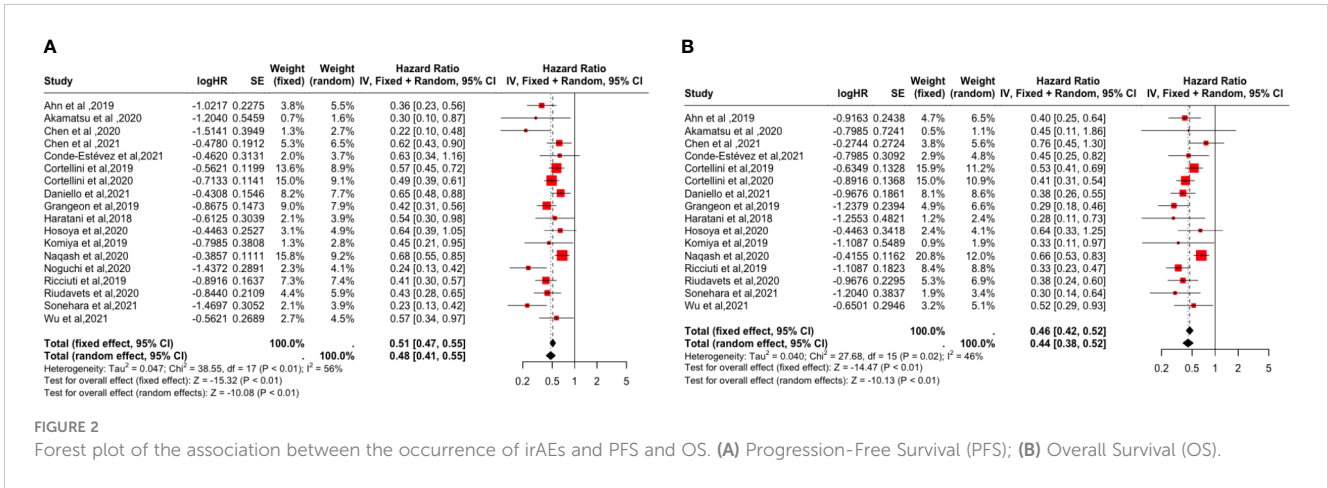 A
Study logHR SE Weight (fixed) Weight (random) Hazard Ratio IV, Fixed + Random, 95% CI Hazard Ratio IV, Fixed + Random, 95% CI
Ahn et al ,2019 -1.0217 0.2275 3.8% 5.5% 0.36 [0.23, 0.56]
Akamatsu et al,2020 -1.2040 0.5459 0.7% 1.6% 0.30 [0.10, 0.87]
Chen et al, 2020 -1.5141 0.3949 1.3% 2.7% 0.22 [0.10, 0.48]
Chen et al, 2021 -0.4780 0.1912 5.3% 6.5% 0.62 [0.43, 0.90]
Conde-Estévez et,2021 -0.4620 0.3131 2.0% 3.7% 0.63 [0.34, 1.16]
Cortellini et al,2019 -0.5621 0.1199 13.6% 8.9% 0.57 [0.45, 0.72]
Cortellini et al,2020 -0.7133 0.1141 15.0% 9.1% 0.49 [0.39, 0.61]
Daniello et al,2021 -0.4308 0.1546 8.2% 7.7% 0.65 [0.48, 0.88]
Grangeon et al,2019 -0.8675 0.1473 9.0% 7.9% 0.42 [0.31, 0.56]
Haratani et al,2018 -0.6125 0.3039 2.1% 3.9% 0.54 [0.30, 0.98]
Hosoya et al,2020 -0.4463 0.2527 3.1% 4.9% 0.64 [0.39, 1.05]
Komiya et al,2019 -0.7985 0.3808 1.3% 2.8% 0.45 [0.21, 0.95]
Naqash et al,2020 -0.3857 0.1111 15.8% 9.2% 0.68 [0.55, 0.85]
Noguchi et al,2020 -1.4372 0.2891 2.3% 4.1% 0.24 [0.13, 0.42]
Ricciuti et al,2019 -0.8916 0.1637 7.3% 7.4% 0.41 [0.30, 0.57]
Riudavets et al,2020 -0.8440 0.2109 4.4% 5.9% 0.43 [0.28, 0.65]
Sonehara et al,2021 -1.4697 0.3052 2.1% 3.9% 0.23 [0.13, 0.42]
Wu et al,2021 -0.5621 0.2689 2.7% 4.5% 0.57 [0.34, 0.97]
Total (fixed effect, 95% CI) 100.0% . 0.51 [0.47, 0.55]
Total (random effect, 95% CI) . 100.0% 0.48 [0.41, 0.55]
Heterogeneity: Tau² = 0.047; Chi² = 38.55, df = 17 (P < 0.01); I² = 56%
Test for overall effect (fixed effect): Z = -15.32 (P < 0.01)
Test for overall effect (random effects): Z = -10.08 (P < 0.01)
0.2 0.5 1 2 5
B
Study logHR SE Weight (fixed) Weight (random) Hazard Ratio IV, Fixed + Random, 95% CI Hazard Ratio IV, Fixed + Random, 95% CI
Ahn et al,2019 -0.9163 0.2438 4.7% 6.5% 0.40 [0.25, 0.64]
Akamatsu et al,2020 -0.7985 0.7241 0.5% 1.1% 0.45 [0.11, 1.86]
Chen et al,2021 -0.2744 0.2724 3.8% 5.6% 0.76 [0.45, 1.30]
Conde-Estévez et al,2021 -0.7985 0.3092 2.9% 4.8% 0.45 [0.25, 0.82]
Cortellini et al,2019 -0.6349 0.1328 15.9% 11.2% 0.53 [0.41, 0.69]
Cortellini et al,2020 -0.8916 0.1368 15.0% 10.9% 0.41 [0.31, 0.54]
Daniello et al,2021 -0.9676 0.1861 8.1% 8.6% 0.38 [0.26, 0.55]
Grangeon et al,2019 -1.2379 0.2394 4.9% 6.6% 0.29 [0.18, 0.46]
Haratani et al,2018 -1.2553 0.4821 1.2% 2.4% 0.28 [0.11, 0.73]
Hosoya et al,2020 -0.4463 0.3418 2.4% 4.1% 0.64 [0.33, 1.25]
Komiya et al,2019 -1.1087 0.5489 0.9% 1.9% 0.33 [0.11, 0.97]
Naqash et al,2020 -0.4155 0.1162 20.8% 12.0% 0.66 [0.53, 0.83]
Ricciuti et al,2019 -1.1087 0.1823 8.4% 8.8% 0.33 [0.23, 0.47]
Riudavets et al,2020 -0.9676 0.2295 5.3% 6.9% 0.38 [0.24, 0.60]
Sonehara et al,2021 -1.2040 0.3837 1.9% 3.4% 0.30 [0.14, 0.64]
Wu et al,2021 -0.6501 0.2946 3.2% 5.1% 0.52 [0.29, 0.93]
Total (fixed effect, 95% CI) 100.0% . 0.46 [0.42, 0.52]
Total (random effect, 95% CI) . 100.0% 0.44 [0.38, 0.52]
Heterogeneity: Tau² = 0.040; Chi² = 27.68, df = 15 (P = 0.02); I² = 46%
Test for overall effect (fixed effect): Z = -14.47 (P < 0.01)
Test for overall effect (random effects): Z = -10.13 (P < 0.01)
0.2 0.5 1 2 5
FIGURE 2
Forest plot of the association between the occurrence of irAEs and PFS and OS. (A) Progression-Free Survival (PFS); (B) Overall Survival (OS).